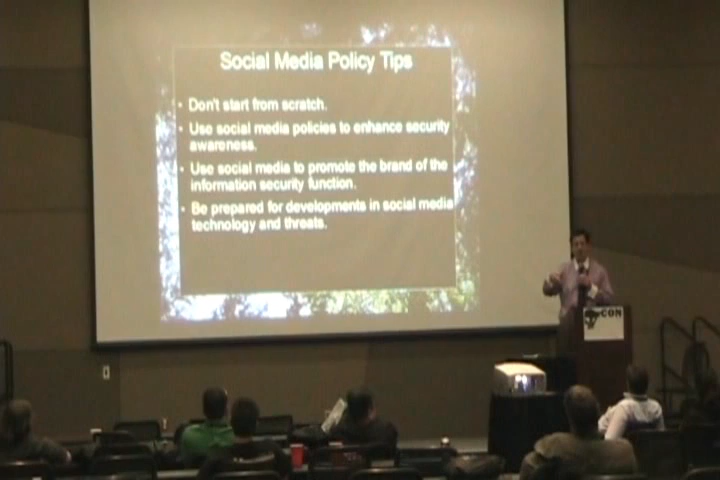 Social Media Policy Tips
• Don't start from scratch.
• Use social media policies to enhance security
awareness.
• Use social media to promote the brand of the
information security function.
• Be prepared for developments in social media
technology and threats.
CON